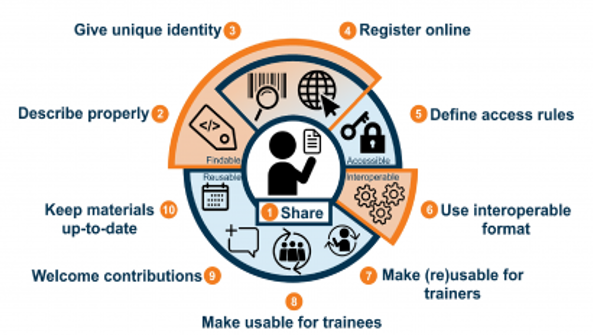 Give unique identity 3
4 Register online
Describe properly 2
5 Define access rules
</>
Findable
Accessible
Reusable
Interoperable
1 Share
Keep materials 10
up-to-date
6 Use interoperable
format
Welcome contributions 9
7 Make (re)usable for
trainers
8
Make usable for trainees